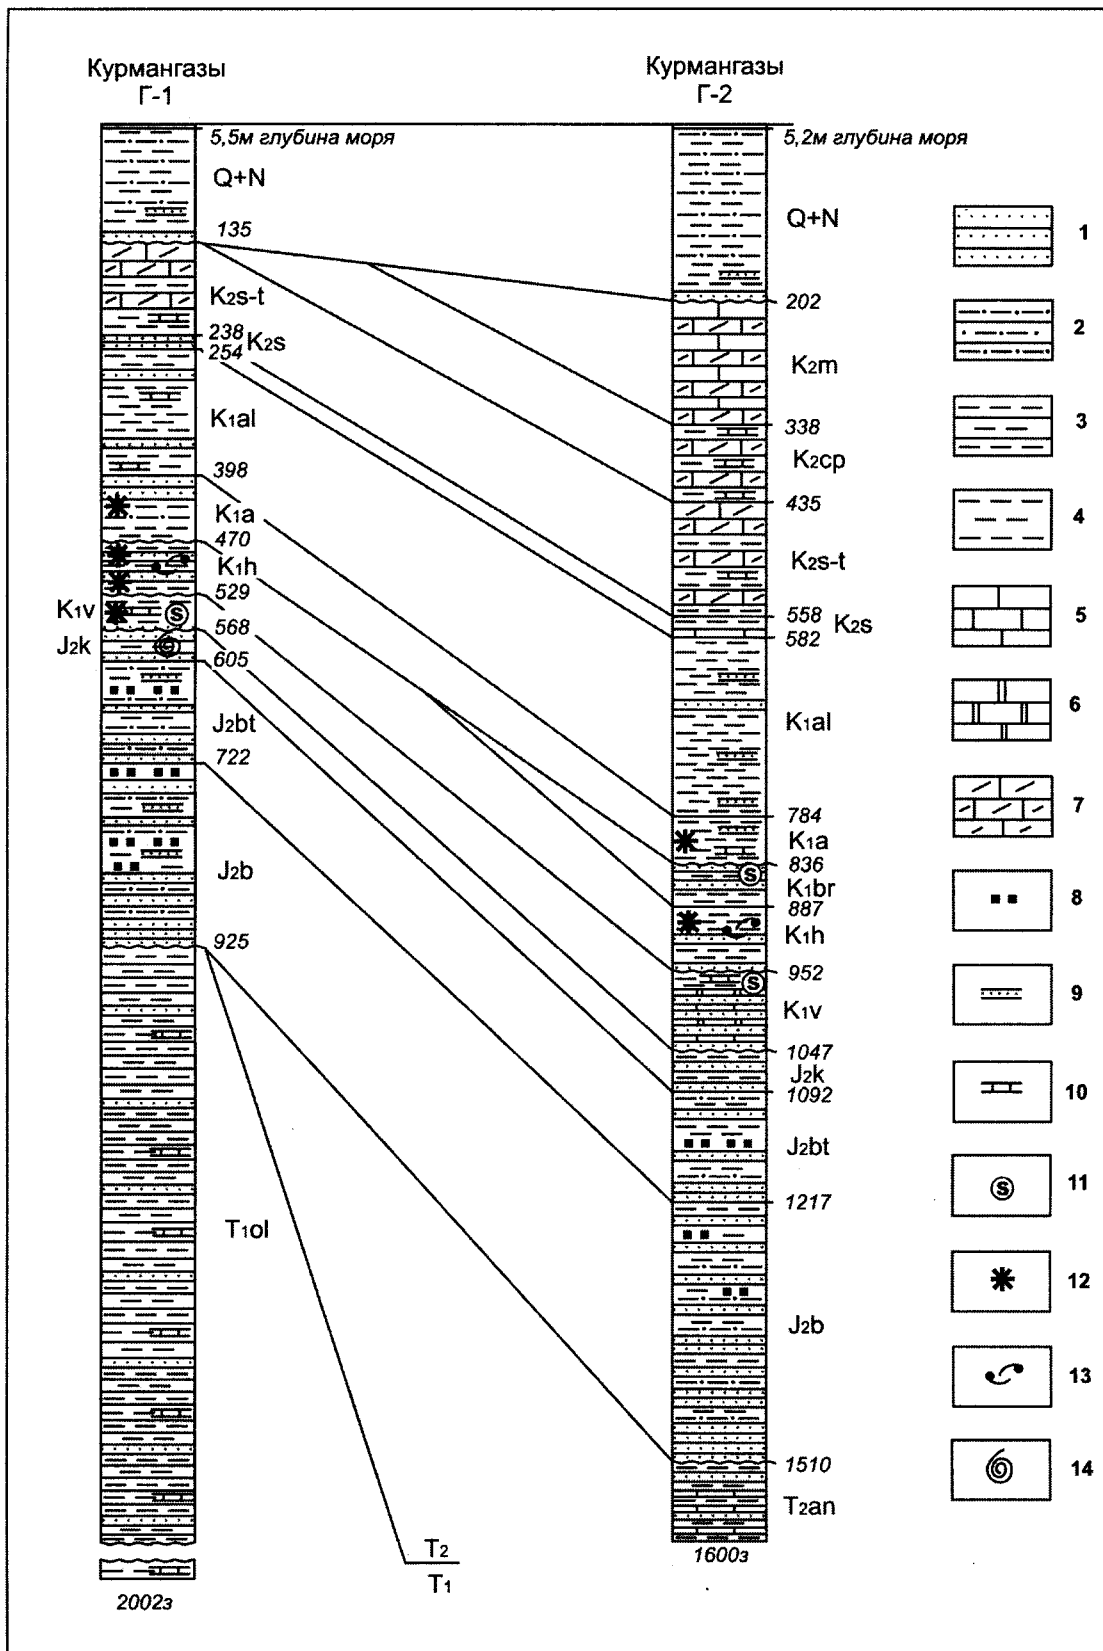 Курмангазы
Г-1
5,5м глубина моря
Q+N
135
K2s-t
238
K2s
254
K1al
398
K1a
470
K1h
529
K1v
568
J2k
605
J2bt
722
J2b
925
T1ol
2002з
T2
T1
Курмангазы
Г-2
5,2м глубина моря
Q+N
202
K2m
338
K2cp
435
K2s-t
558
K2s
582
K1al
784
K1a
836
K1br
887
K1h
952
K1v
1047
J2k
1092
J2bt
1217
J2b
1510
T2an
1600з
1
2
3
4
5
6
7
8
9
10
11
12
13
14
S
S
S
S